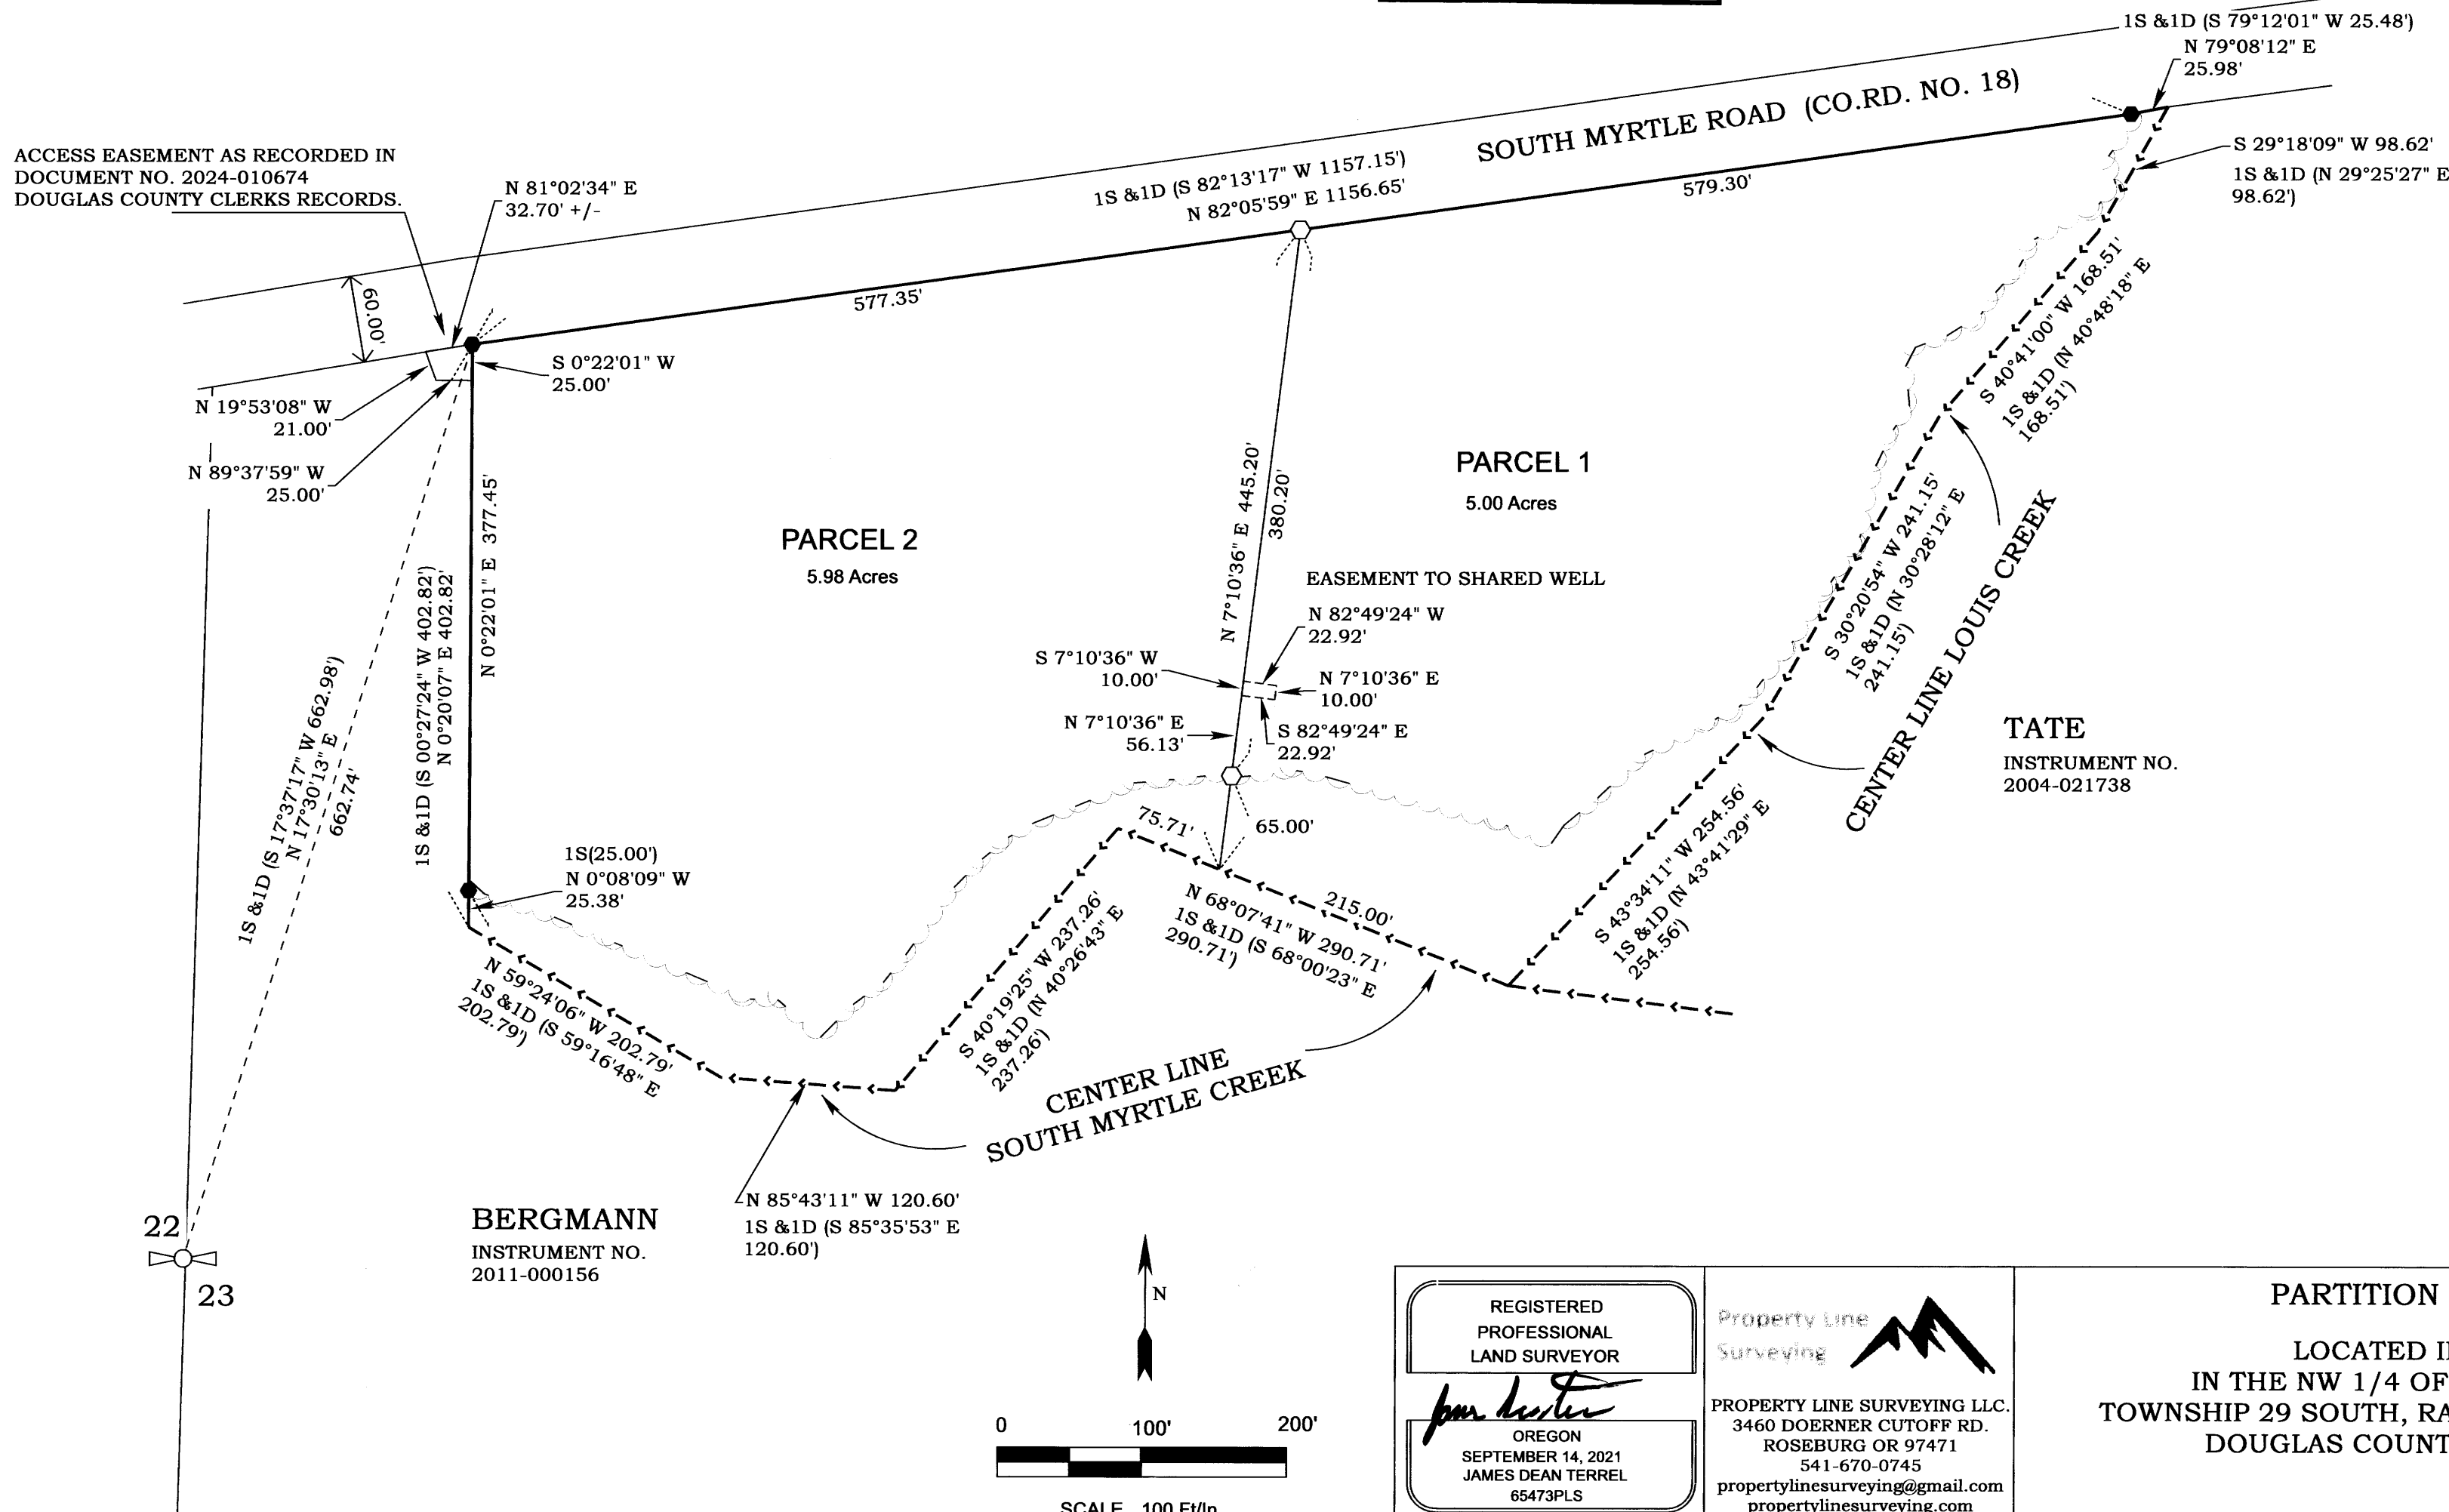 1S &1D (S 79°12'01" W 25.48')
N 79°08'12" E
25.98'
SOUTH MYRTLE ROAD (CO.RD. NO. 18)
ACCESS EASEMENT AS RECORDED IN
DOCUMENT NO. 2024-010674
DOUGLAS COUNTY CLERKS RECORDS.
N 81°02'34" E
32.70' +/-
1S &1D (S 82°13'17" W 1157.15')
N 82°05'59" E 1156.65'
579.30'
S 29°18'09" W 98.62'
1S &1D (N 29°25'27" E
98.62')
60.00'
577.35'
S 0°22'01" W
25.00'
N 19°53'08" W
21.00'
N 89°37'59" W
25.00'
S 40°41'00" W 168.51'
1S &1D (N 40°48'18" E
168.51')
PARCEL 1
5.00 Acres
PARCEL 2
5.98 Acres
N 7°10'36" E 445.20'
380.20'
N 0°22'01" E 377.45'
1S &1D (S 00°27'24" W 402.82')
N 0°20'07" E 402.82'
1S &1D (S 17°37'17" W 662.98')
N 17°30'13" E
662.74'
EASEMENT TO SHARED WELL
N 82°49'24" W
22.92'
S 7°10'36" W
10.00'
N 7°10'36" E
10.00'
N 7°10'36" E
56.13'
S 82°49'24" E
22.92'
S 30°20'54" W 241.15'
1S &1D (N 30°28'12" E
241.15')
CENTER LINE LOUIS CREEK
TATE
INSTRUMENT NO.
2004-021738
75.71'
65.00'
S 43°34'11" W 254.56'
1S &1D (N 43°41'29" E
254.56')
1S(25.00')
N 0°08'09" W
25.38'
215.00'
N 68°07'41" W 290.71'
1S &1D (S 68°00'23" E
290.71')
S 40°19'25" W 237.26'
1S &1D (N 40°26'43" E
237.26')
N 59°24'06" W 202.79'
1S &1D (S 59°16'48" E
202.79')
CENTER LINE
SOUTH MYRTLE CREEK
N 85°43'11" W 120.60'
1S &1D (S 85°35'53" E
120.60')
BERGMANN
INSTRUMENT NO.
2011-000156
22
23
N
0 100' 200'
SCALE 100 Ft/In
REGISTERED
PROFESSIONAL
LAND SURVEYOR
OREGON
SEPTEMBER 14, 2021
JAMES DEAN TERREL
65473PLS
Property Line
Surveying
PROPERTY LINE SURVEYING LLC.
3460 DOERNER CUTOFF RD.
ROSEBURG OR 97471
541-670-0745
propertylinesurveying@gmail.com
propertylinesurveying.com
PARTITION
LOCATED I
IN THE NW 1/4 OF
TOWNSHIP 29 SOUTH, RA
DOUGLAS COUNT